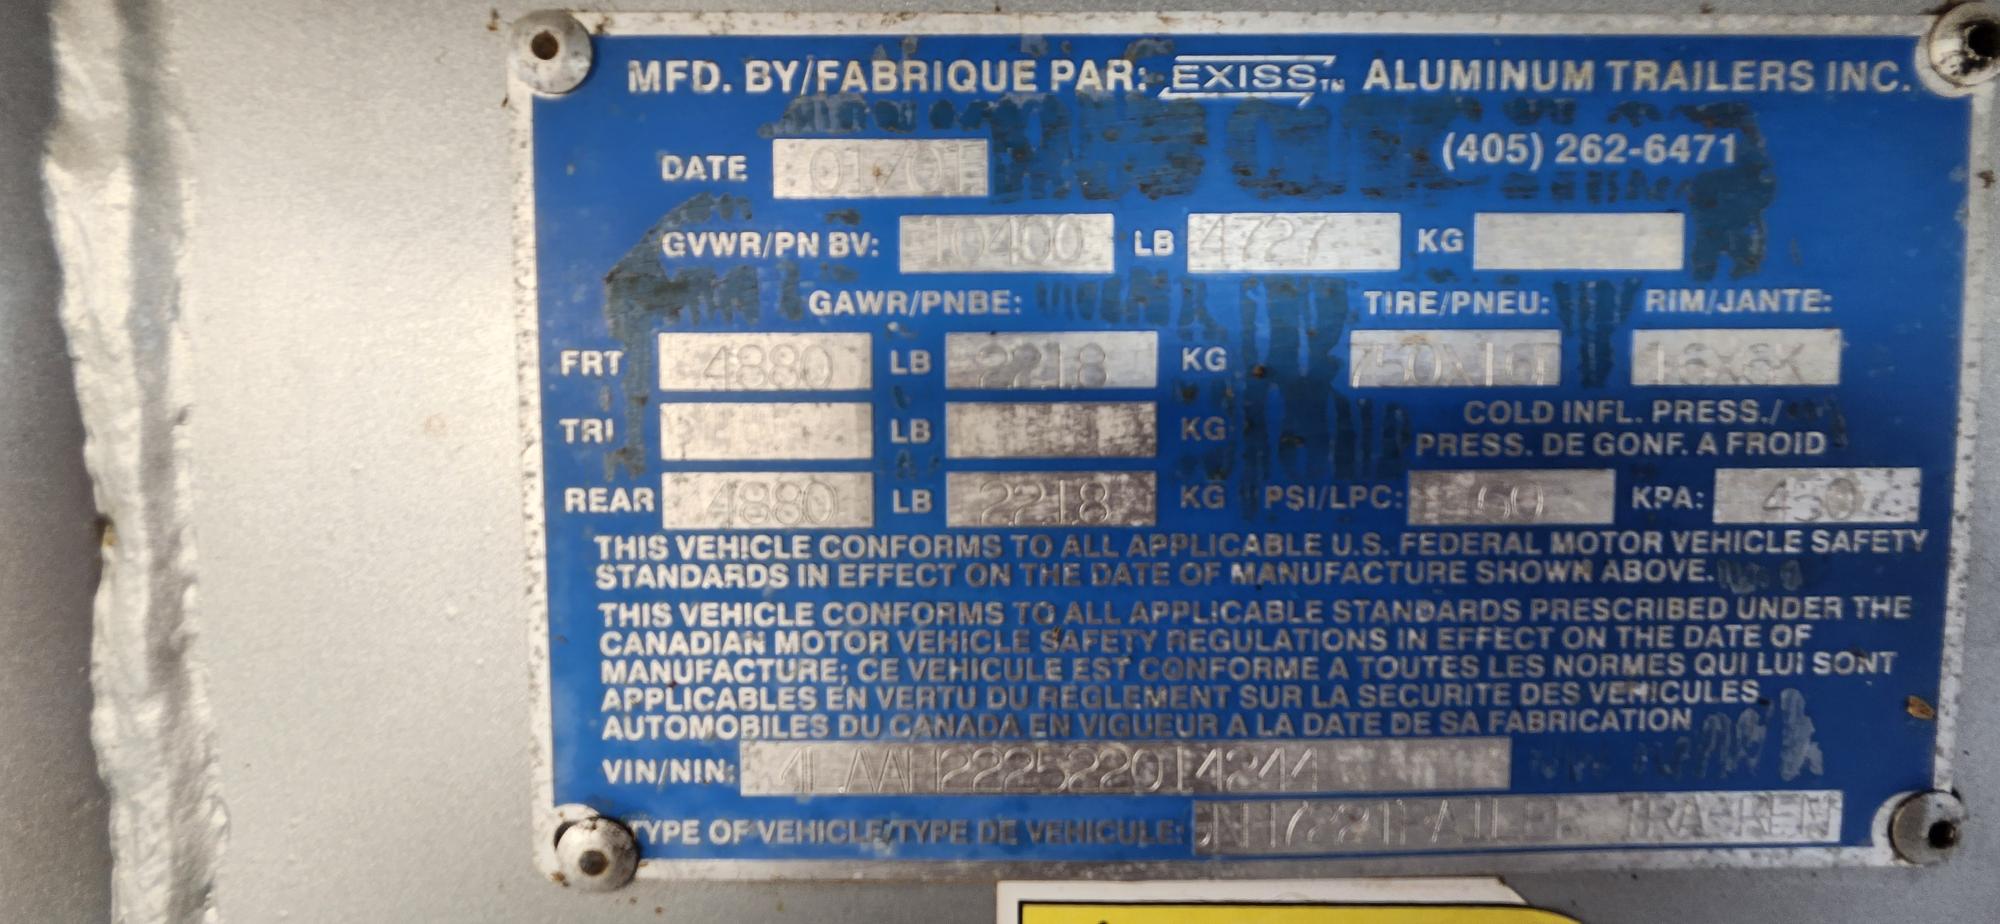 MFD. BY/FABRIQUE PAR: EXISS TM ALUMINUM TRAILERS INC.
DATE 01/01 (405) 262-6471
GVWR/PN BV: 10400 LB 4727 KG
GAWR/PNBE: TIRE/PNEU: RIM/JANTE:
FRT 4880 LB 2218 KG 750X16 16X6K
TRI LB KG COLD INFL. PRESS./
PRESS. DE GONF. A FROID
REAR 4880 LB 2218 KG PSI/LPC: 60 KPA: 450
THIS VEHICLE CONFORMS TO ALL APPLICABLE U.S. FEDERAL MOTOR VEHICLE SAFETY
STANDARDS IN EFFECT ON THE DATE OF MANUFACTURE SHOWN ABOVE.
THIS VEHICLE CONFORMS TO ALL APPLICABLE STANDARDS PRESCRIBED UNDER THE
CANADIAN MOTOR VEHICLE SAFETY REGULATIONS IN EFFECT ON THE DATE OF
MANUFACTURE; CE VEHICULE EST CONFORME A TOUTES LES NORMES QUI LUI SONT
APPLICABLES EN VERTU DU REGLEMENT SUR LA SECURITE DES VEHICULES
AUTOMOBILES DU CANADA EN VIGUEUR A LA DATE DE SA FABRICATION
VIN/NIN:
TYPE OF VEHICLE/TYPE DE VEHICULE: